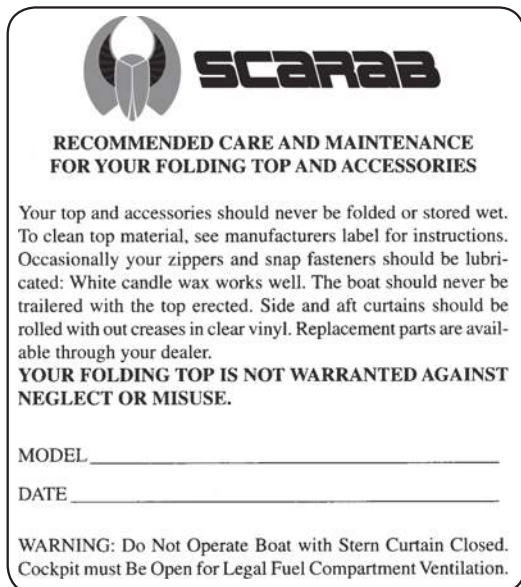 SCARAB
RECOMMENDED CARE AND MAINTENANCE
FOR YOUR FOLDING TOP AND ACCESSORIES
Your top and accessories should never be folded or stored wet.
To clean top material, see manufacturers label for instructions.
Occasionally your zippers and snap fasteners should be lubri-
cated: White candle wax works well. The boat should never be
trailered with the top erected. Side and aft curtains should be
rolled with out creases in clear vinyl. Replacement parts are avail-
able through your dealer.
YOUR FOLDING TOP IS NOT WARRANTED AGAINST
NEGLECT OR MISUSE.
MODEL
DATE
WARNING: Do Not Operate Boat with Stern Curtain Closed.
Cockpit must Be Open for Legal Fuel Compartment Ventilation.